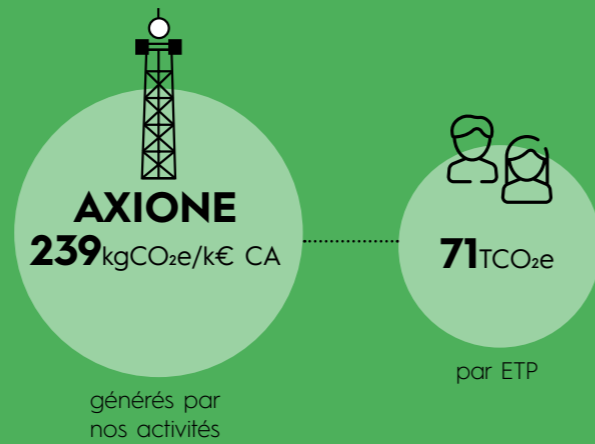 AXIONE
239kgCO₂e/k€ CA
générés par
nos activités
71TCO₂e
par ETP